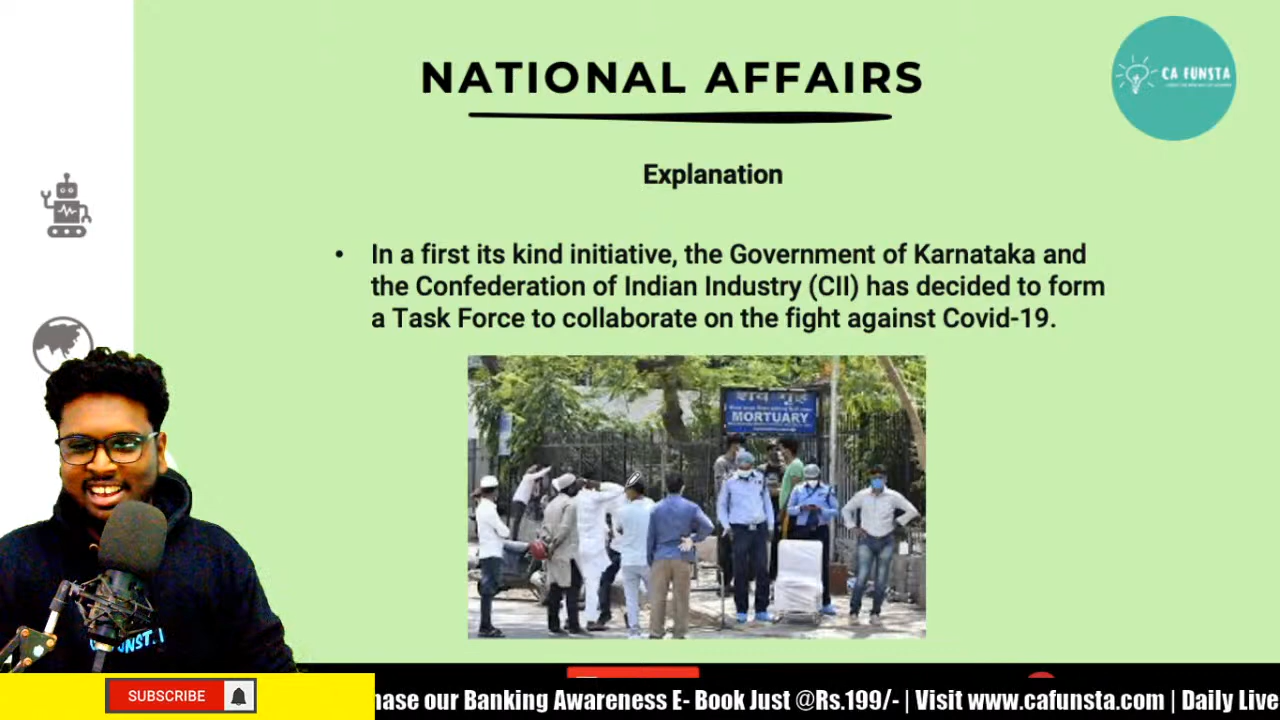 NATIONAL AFFAIRS
CA FUNSTA
Explanation
• In a first its kind initiative, the Government of Karnataka and
the Confederation of Indian Industry (CII) has decided to form
a Task Force to collaborate on the fight against Covid-19.
शव गृह
MORTUARY
SUBSCRIBE
hase our Banking Awareness E- Book Just @Rs.199/- | Visit www.cafunsta.com | Daily Live